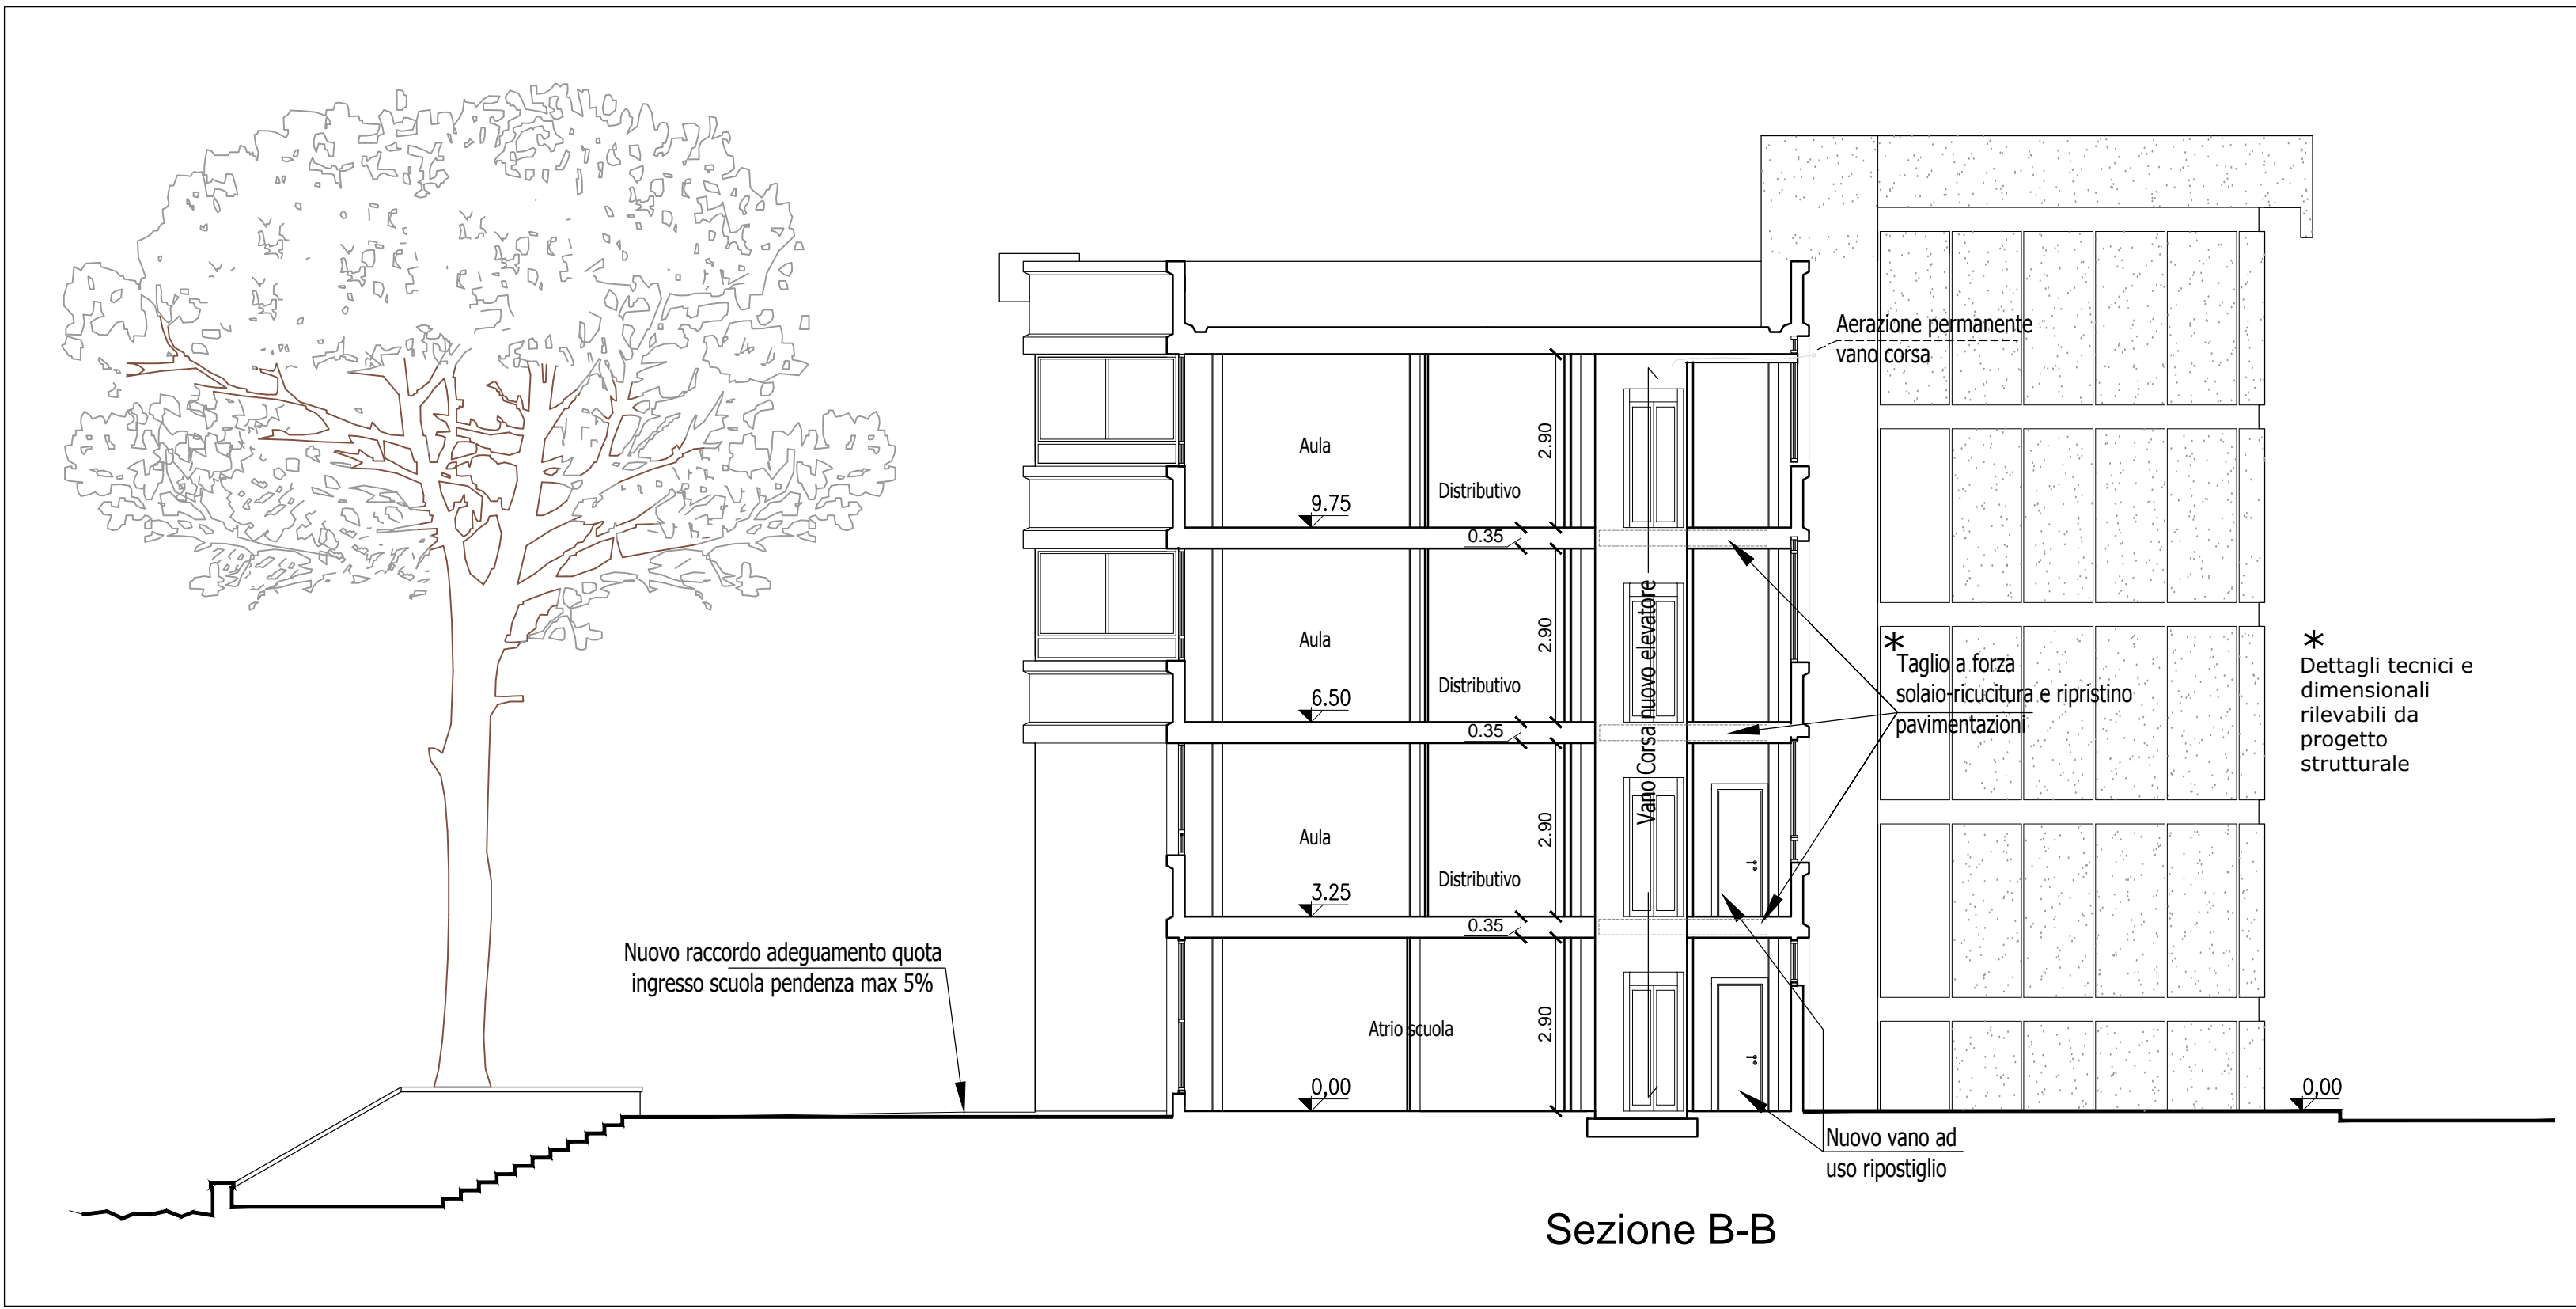 Aerazione permanente
vano corsa
Aula
2.90
Distributivo
9.75
0.35
Aula
2.90
Vano Corsa nuovo elevatore
Distributivo
6.50
0.35
*
Taglio a forza
solaio-ricucitura e ripristino
pavimentazioni
*
Dettagli tecnici e
dimensionali
rilevabili da
progetto
strutturale
Aula
2.90
Distributivo
3.25
0.35
Nuovo raccordo adeguamento quota
ingresso scuola pendenza max 5%
Atrio scuola
2.90
0,00
0,00
Nuovo vano ad
uso ripostiglio
Sezione B-B